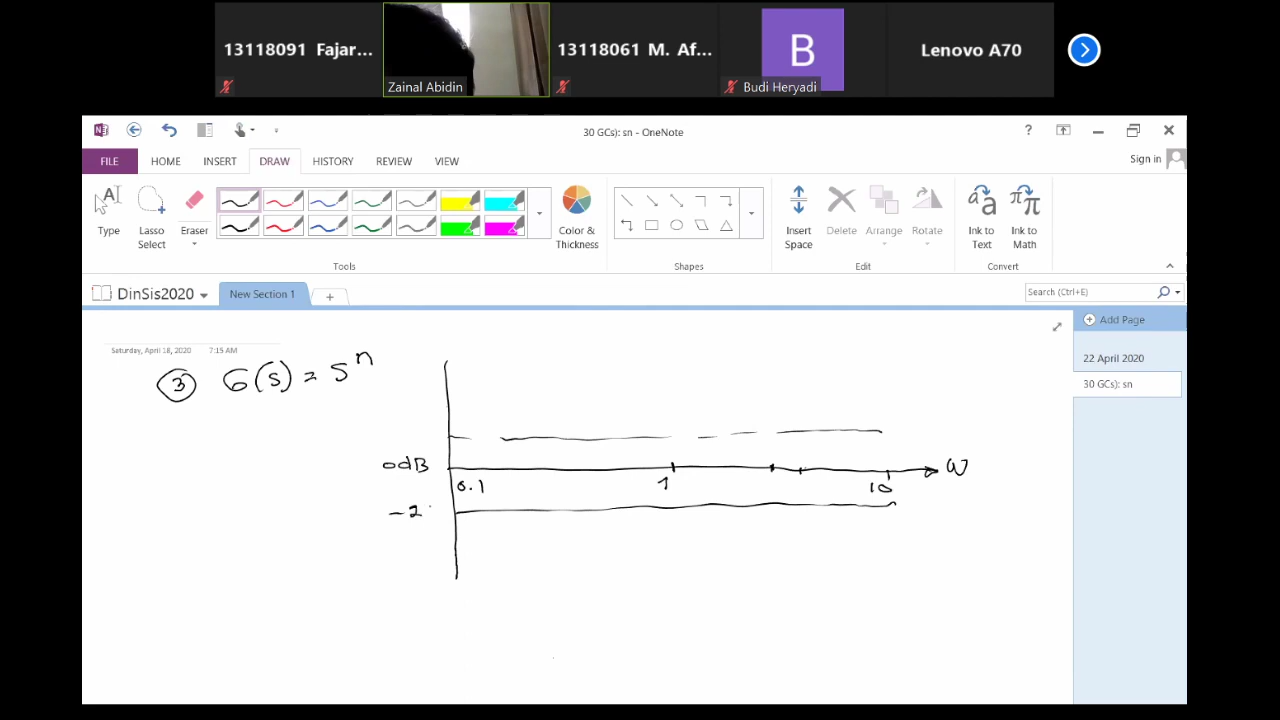 13118091 Fajar...
Zainal Abidin
13118061 M. Af...
B
Budi Heryadi
Lenovo A70
30 GCs): sn - OneNote
?
Sign in
FILE HOME INSERT DRAW HISTORY REVIEW VIEW
Type
Lasso Select
Eraser
Color & Thickness
Insert Space
Delete
Arrange
Rotate
Ink to Text
Ink to Math
Tools
Shapes
Edit
Convert
DinSis2020
New Section 1
Search (Ctrl+E)
Add Page
22 April 2020
30 GCs): sn
Saturday, April 18, 2020 7:15 AM
3 G(s) = s^n
0dB
0.1 1 10 ω
-2